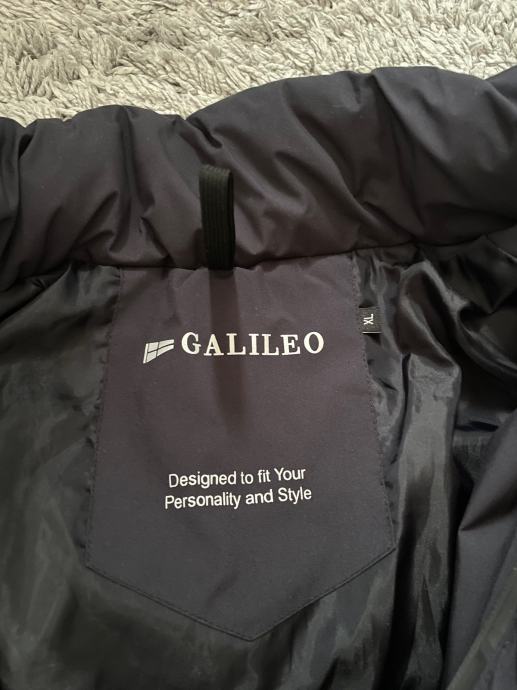 GALILEO
XL
Designed to fit Your
Personality and Style